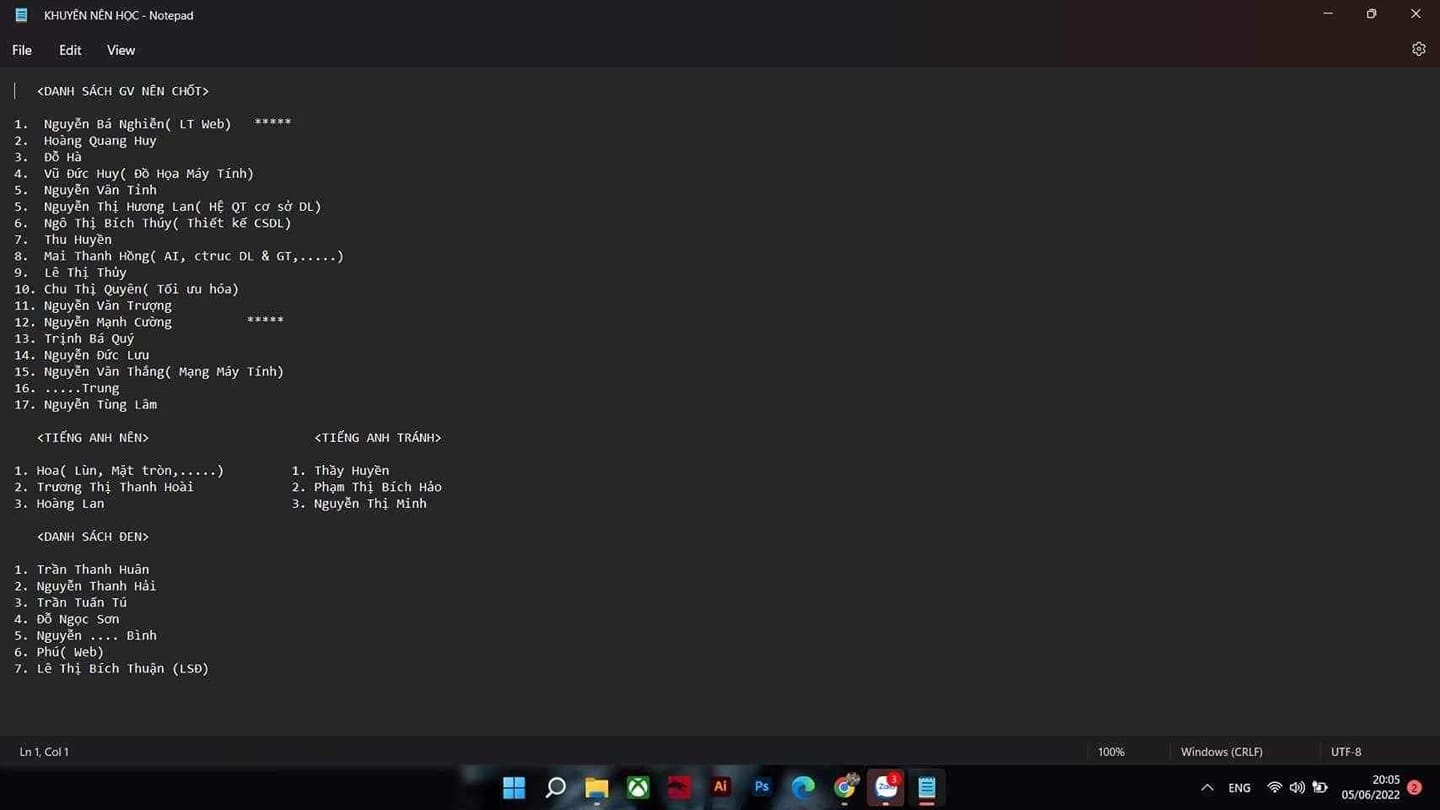 KHUYÊN NÊN HỌC - Notepad
File Edit View
<DANH SÁCH GV NÊN CHỐT>
1. Nguyễn Bá Nghiễn( LT Web) *****
2. Hoàng Quang Huy
3. Đỗ Hà
4. Vũ Đức Huy( Đồ Họa Máy Tính)
5. Nguyễn Văn Tỉnh
5. Nguyễn Thị Hương Lan( HỆ QT cơ sở DL)
6. Ngô Thị Bích Thúy( Thiết kế CSDL)
7. Thu Huyền
8. Mai Thanh Hồng( AI, ctruc DL & GT,.....)
9. Lê Thị Thủy
10. Chu Thị Quyên( Tối ưu hóa)
11. Nguyễn Văn Trượng
12. Nguyễn Mạnh Cường *****
13. Trịnh Bá Quý
14. Nguyễn Đức Lưu
15. Nguyễn Văn Thắng( Mạng Máy Tính)
16. .....Trung
17. Nguyễn Tùng Lâm
<TIẾNG ANH NÊN> <TIẾNG ANH TRÁNH>
1. Hoa( Lùn, Mặt tròn,.....) 1. Thầy Huyền
2. Trương Thị Thanh Hoài 2. Phạm Thị Bích Hảo
3. Hoàng Lan 3. Nguyễn Thị Minh
<DANH SÁCH ĐEN>
1. Trần Thanh Huân
2. Nguyễn Thanh Hải
3. Trần Tuấn Tú
4. Đỗ Ngọc Sơn
5. Nguyễn .... Bình
6. Phú( Web)
7. Lê Thị Bích Thuận (LSĐ)
Ln 1, Col 1 100% Windows (CRLF) UTF-8
Ai Ps Zalo 3 ENG 20:05
05/06/2022 2